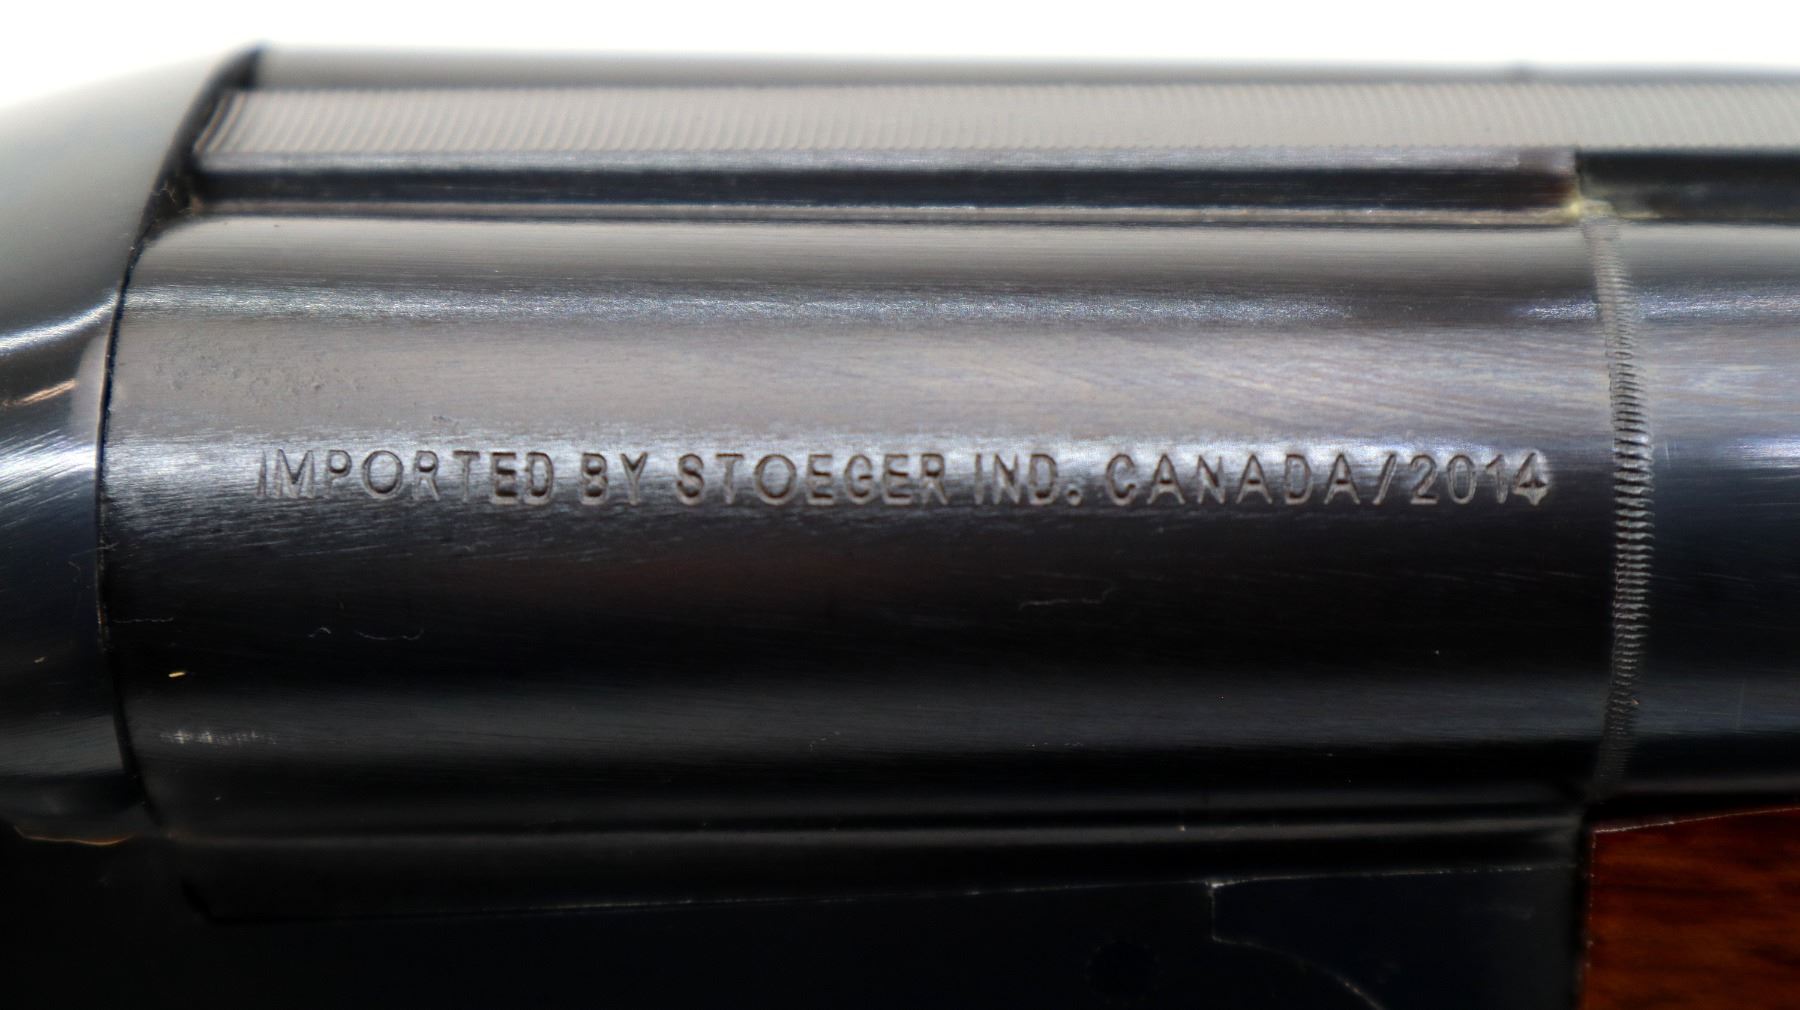 IMPORTED BY STOEGER IND. CANADA/2014